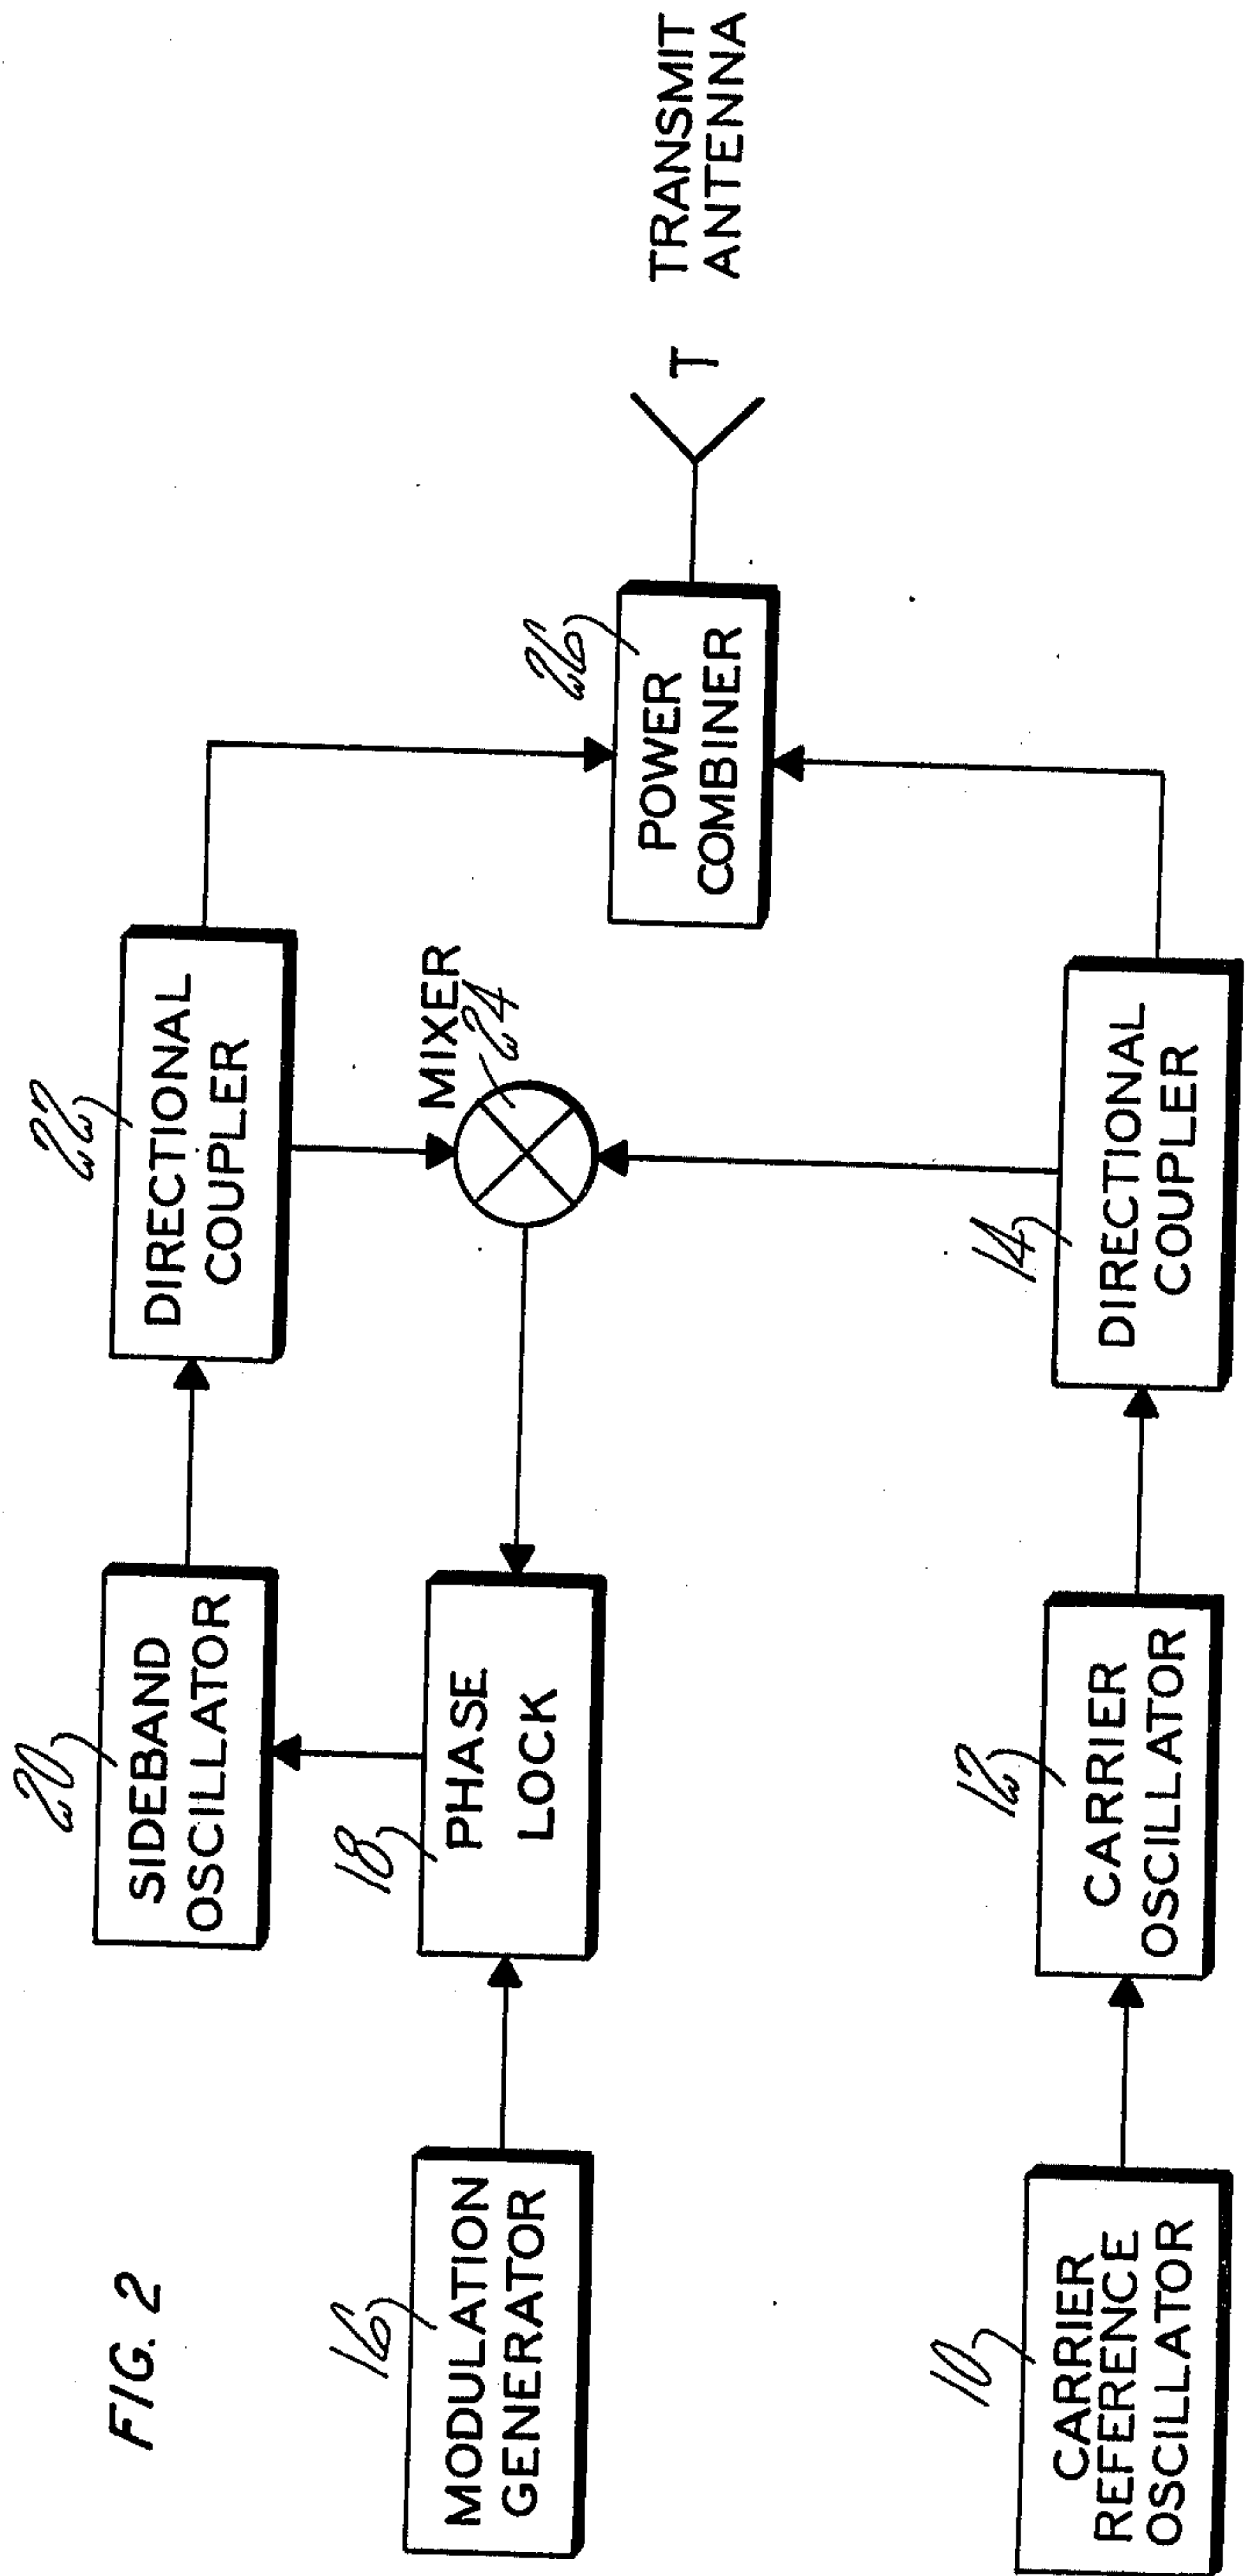 FIG. 2
20
SIDEBAND
OSCILLATOR
22
DIRECTIONAL
COUPLER
16
MODULATION
GENERATOR
18
PHASE
LOCK
MIXER
24
26
POWER
COMBINER
T
TRANSMIT
ANTENNA
10
CARRIER
REFERENCE
OSCILLATOR
12
CARRIER
OSCILLATOR
14
DIRECTIONAL
COUPLER